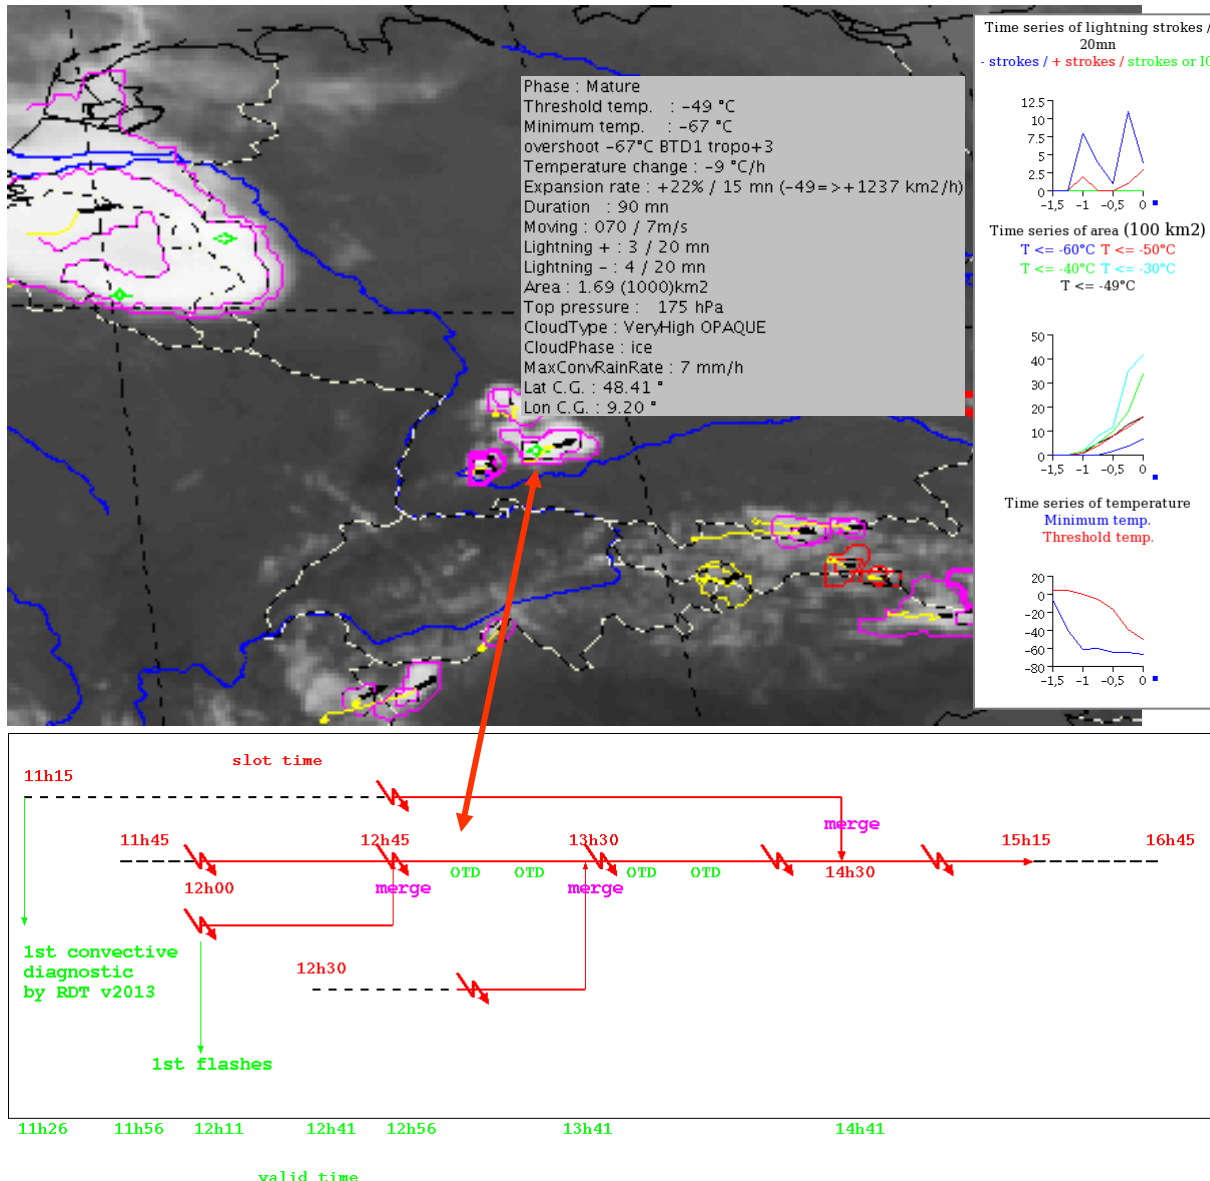 Phase : Mature
Threshold temp.   : -49 °C
Minimum temp.    : -67 °C
overshoot -67°C BTD1 tropo+3
Temperature change : -9 °C/h
Expansion rate : +22% / 15 mn (-49=>+1237 km2/h)
Duration   : 90 mn
Moving : 070 / 7m/s
Lightning + : 3 / 20 mn
Lightning - : 4 / 20 mn
Area : 1.69 (1000)km2
Top pressure :   175 hPa
CloudType : VeryHigh OPAQUE
CloudPhase : ice
MaxConvRainRate : 7 mm/h
Lat C.G. : 48.41 °
Lon C.G. : 9.20 °
Time series of lightning strokes /
20mn
- strokes / + strokes / strokes or IC
12.5
10
7.5
5
2.5
0
-1,5 -1 -0,5 0
Time series of area (100 km2)
T <= -60°C T <= -50°C
T <= -40°C T <= -30°C
T <= -49°C
50
40
30
20
10
0
-1,5 -1 -0,5 0
Time series of temperature
Minimum temp.
Threshold temp.
20
0
-20
-40
-60
-80
-1,5 -1 -0,5 0
slot time
11h15
merge
11h45 12h45 13h30 15h15 16h45
OTD OTD OTD OTD 14h30
12h00 merge merge
1st convective
diagnostic
by RDT v2013
12h30
1st flashes
11h26 11h56 12h11 12h41 12h56 13h41 14h41
valid time